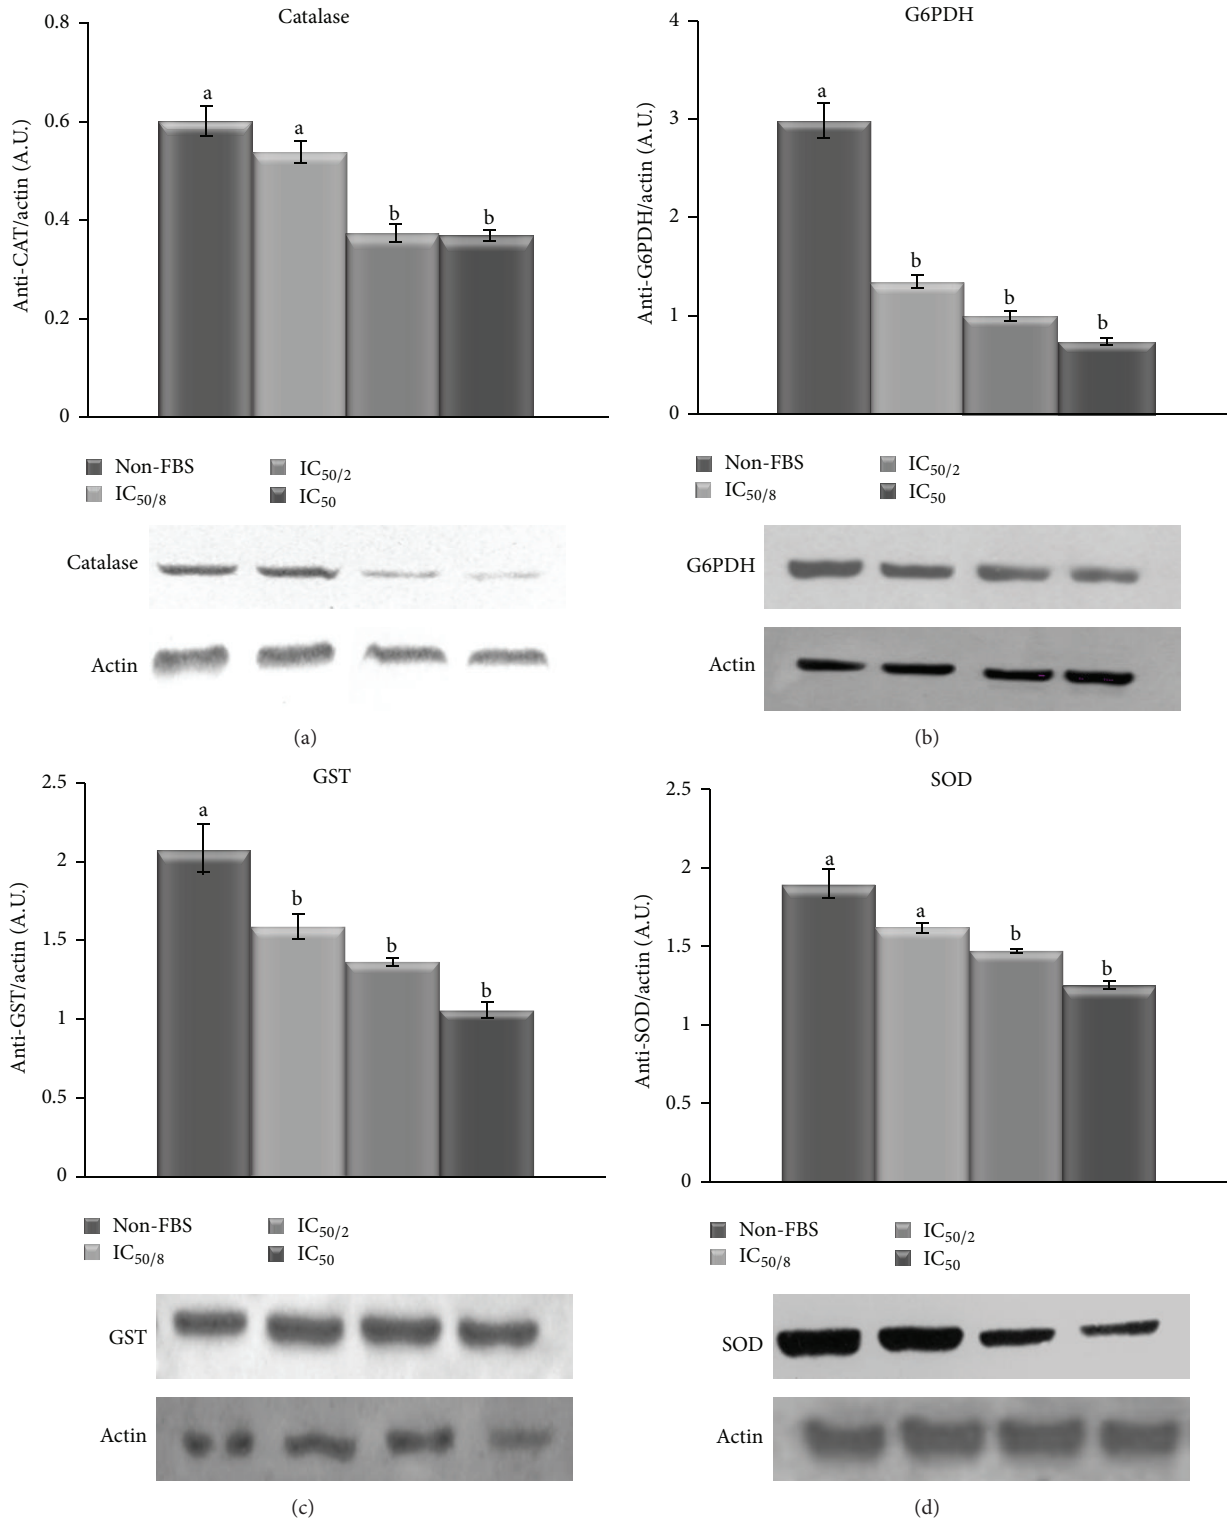 Catalase
Anti-CAT/actin (A.U.)
0.8
0.6
0.4
0.2
0
a
a
b
b
Non-FBS
IC50/8
IC50/2
IC50
Catalase
Actin
(a)
G6PDH
Anti-G6PDH/actin (A.U.)
4
3
2
1
0
a
b
b
b
Non-FBS
IC50/8
IC50/2
IC50
G6PDH
Actin
(b)
GST
Anti-GST/actin (A.U.)
2.5
2
1.5
1
0.5
0
a
b
b
b
Non-FBS
IC50/8
IC50/2
IC50
GST
Actin
(c)
SOD
Anti-SOD/actin (A.U.)
2.5
2
1.5
1
0.5
0
a
a
b
b
Non-FBS
IC50/8
IC50/2
IC50
SOD
Actin
(d)